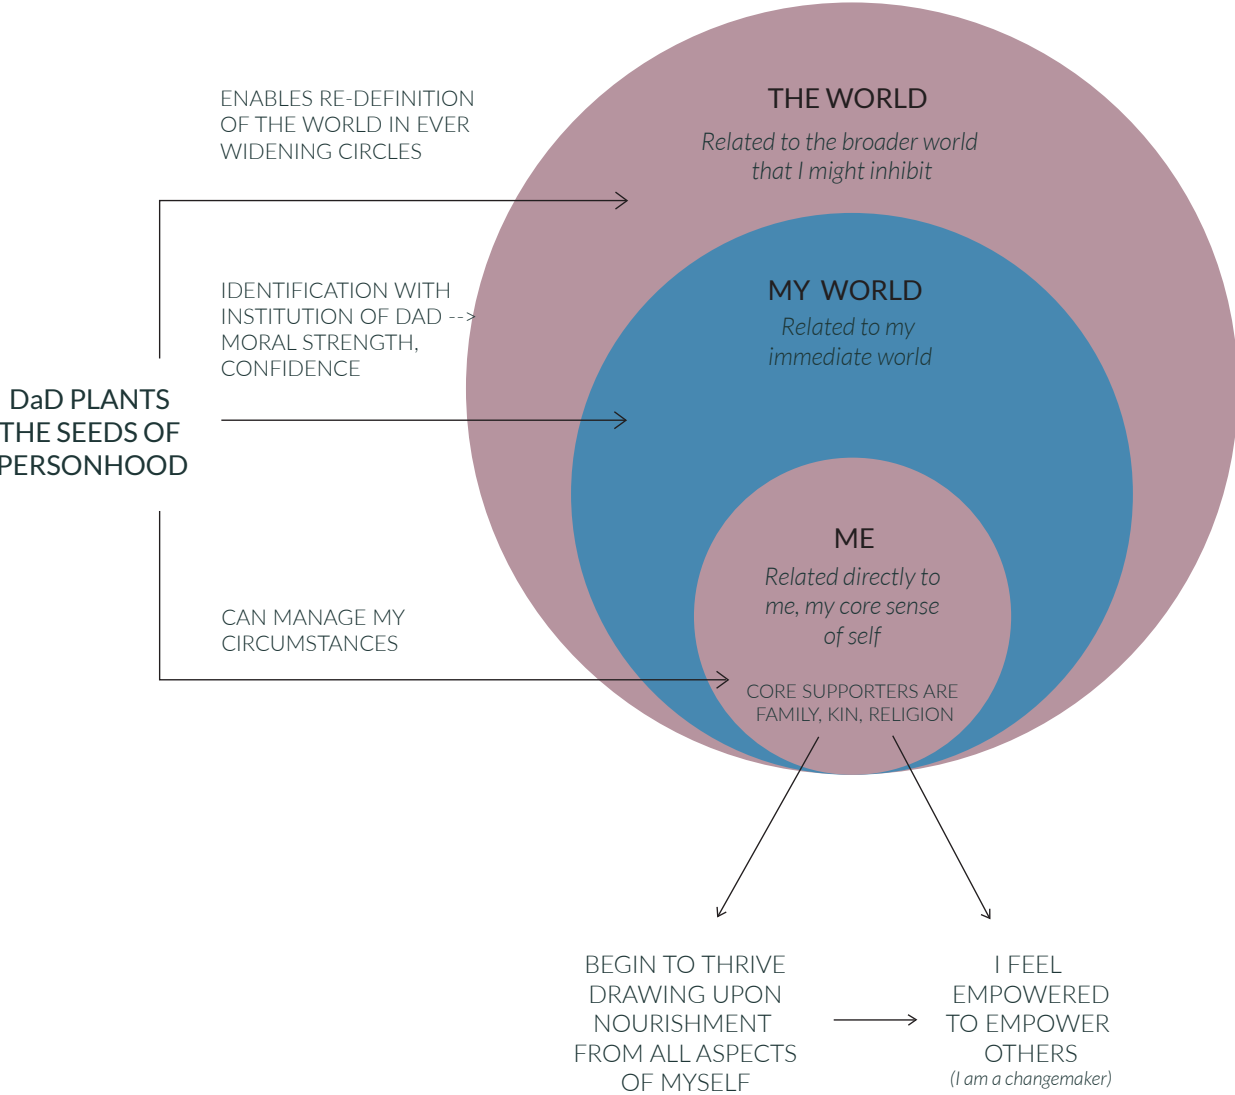 ENABLES RE-DEFINITION
OF THE WORLD IN EVER
WIDENING CIRCLES
THE WORLD
Related to the broader world
that I might inhibit
IDENTIFICATION WITH
INSTITUTION OF DAD -->
MORAL STRENGTH,
CONFIDENCE
MY WORLD
Related to my
immediate world
DaD PLANTS
THE SEEDS OF
PERSONHOOD
ME
Related directly to
me, my core sense
of self
CAN MANAGE MY
CIRCUMSTANCES
CORE SUPPORTERS ARE
FAMILY, KIN, RELIGION
BEGIN TO THRIVE
DRAWING UPON
NOURISHMENT
FROM ALL ASPECTS
OF MYSELF
I FEEL
EMPOWERED
TO EMPOWER
OTHERS
(I am a changemaker)